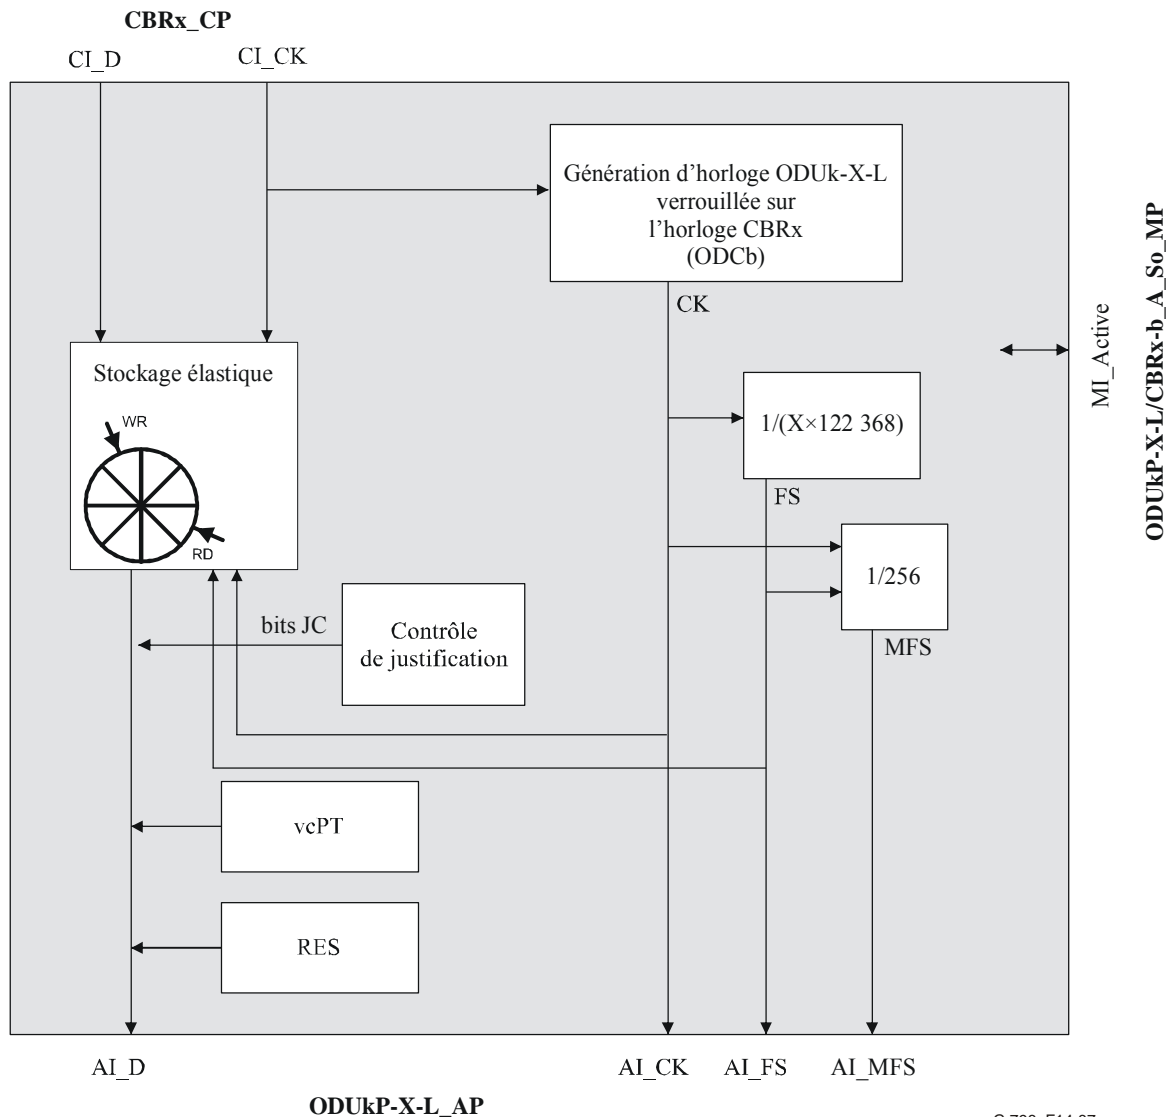 CBRx_CP
CI_D
CI_CK
Génération d'horloge ODUk-X-L
verrouillée sur
l'horloge CBRx
(ODCb)
CK
Stockage élastique
WR
RD
1/(X×122 368)
FS
1/256
MFS
bits JC
Contrôle
de justification
vcPT
RES
MI_Active
ODUkP-X-L/CBRx-b_A_So_MP
AI_D
AI_CK
AI_FS
AI_MFS
ODUkP-X-L_AP